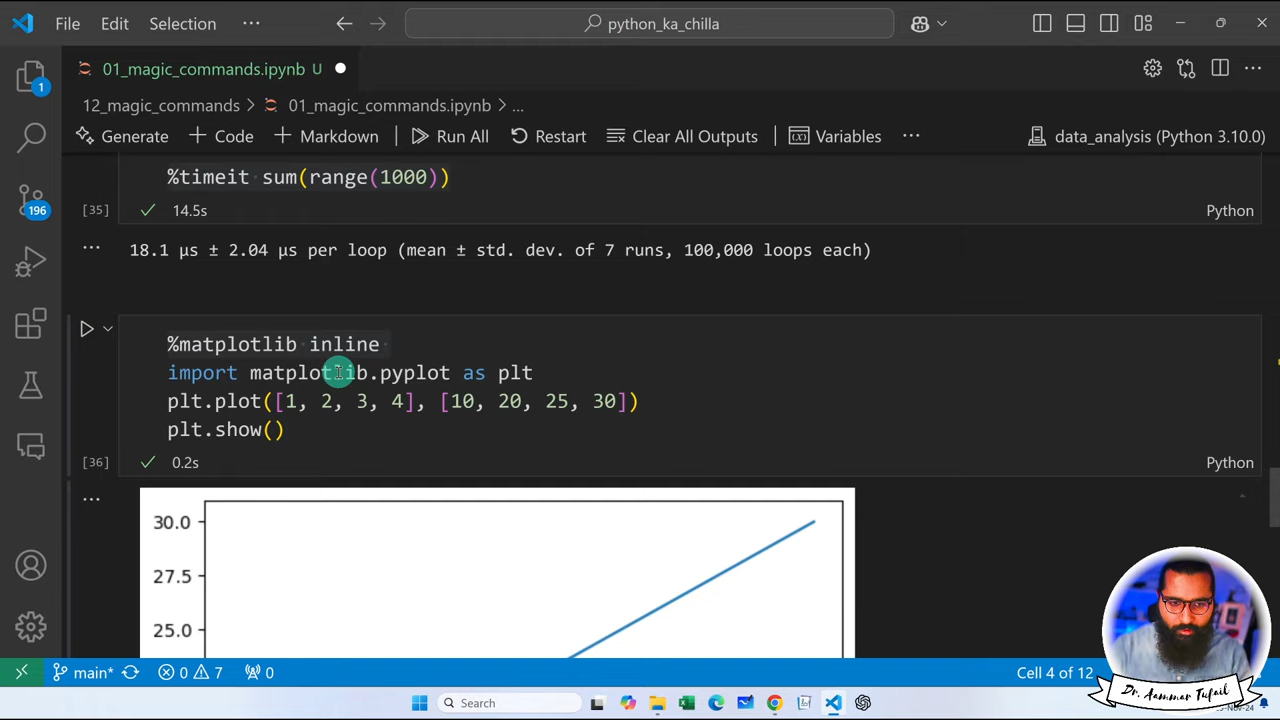 File Edit Selection ··· python_ka_chilla
01_magic_commands.ipynb U
12_magic_commands > 01_magic_commands.ipynb > ...
Generate + Code + Markdown Run All Restart Clear All Outputs Variables ··· data_analysis (Python 3.10.0)
%timeit sum(range(1000))
[35] 14.5s Python
18.1 µs ± 2.04 µs per loop (mean ± std. dev. of 7 runs, 100,000 loops each)
%matplotlib inline
import matplotlib.pyplot as plt
plt.plot([1, 2, 3, 4], [10, 20, 25, 30])
plt.show()
[36] 0.2s Python
30.0
27.5
25.0
1
196
main* 0 7 0 Cell 4 of 12
Dr. Aammar Tufail
Search